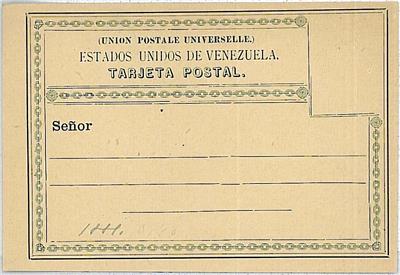 (UNION POSTALE UNIVERSELLE.)
ESTADOS UNIDOS DE VENEZUELA.
TARJETA POSTAL.
Señor